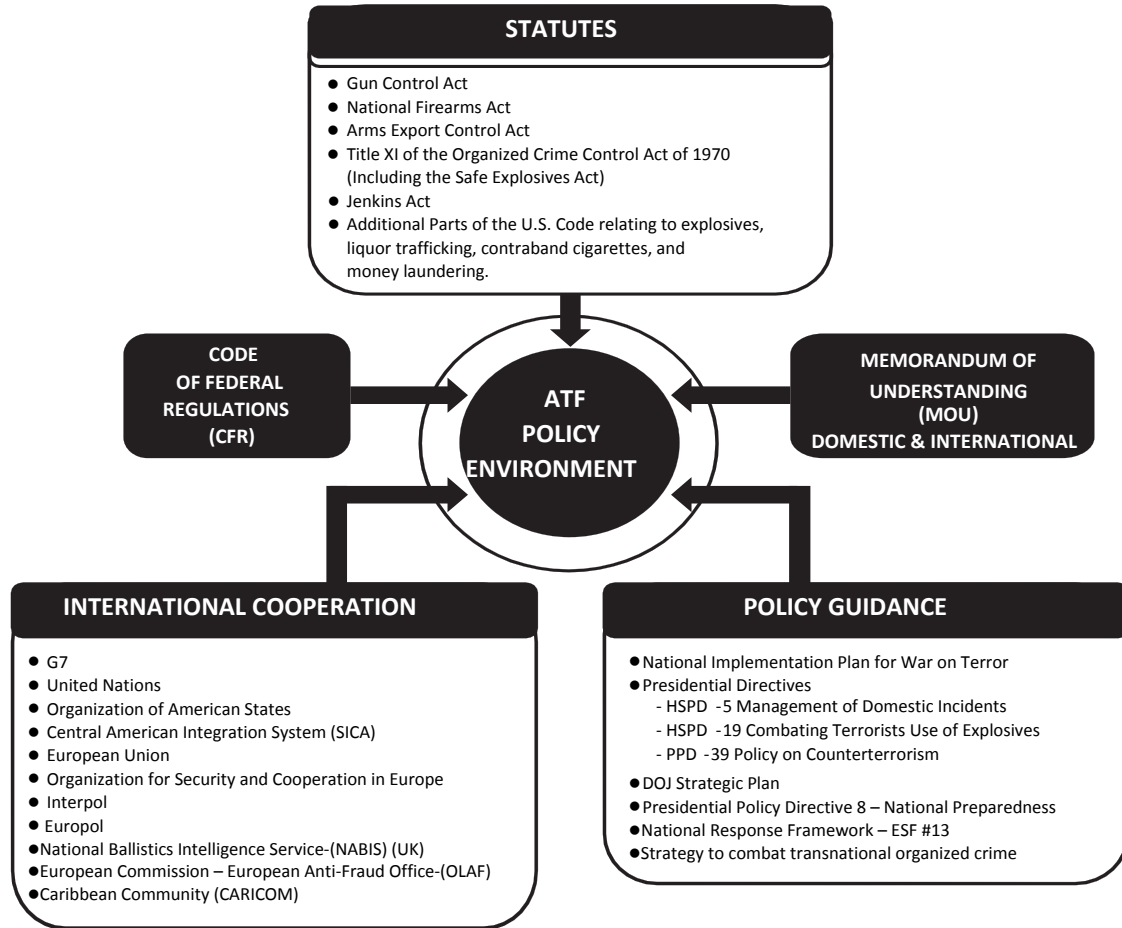 STATUTES
● Gun Control Act
● National Firearms Act
● Arms Export Control Act
● Title XI of the Organized Crime Control Act of 1970
(Including the Safe Explosives Act)
● Jenkins Act
● Additional Parts of the U.S. Code relating to explosives,
liquor trafficking, contraband cigarettes, and
money laundering.
CODE
OF FEDERAL
REGULATIONS
(CFR)
ATF
POLICY
ENVIRONMENT
MEMORANDUM OF
UNDERSTANDING
(MOU)
DOMESTIC & INTERNATIONAL
INTERNATIONAL COOPERATION
● G7
● United Nations
● Organization of American States
● Central American Integration System (SICA)
● European Union
● Organization for Security and Cooperation in Europe
● Interpol
● Europol
● National Ballistics Intelligence Service-(NABIS) (UK)
● European Commission – European Anti-Fraud Office-(OLAF)
● Caribbean Community (CARICOM)
POLICY GUIDANCE
● National Implementation Plan for War on Terror
● Presidential Directives
- HSPD -5 Management of Domestic Incidents
- HSPD -19 Combating Terrorists Use of Explosives
- PPD -39 Policy on Counterterrorism
● DOJ Strategic Plan
● Presidential Policy Directive 8 – National Preparedness
● National Response Framework – ESF #13
● Strategy to combat transnational organized crime